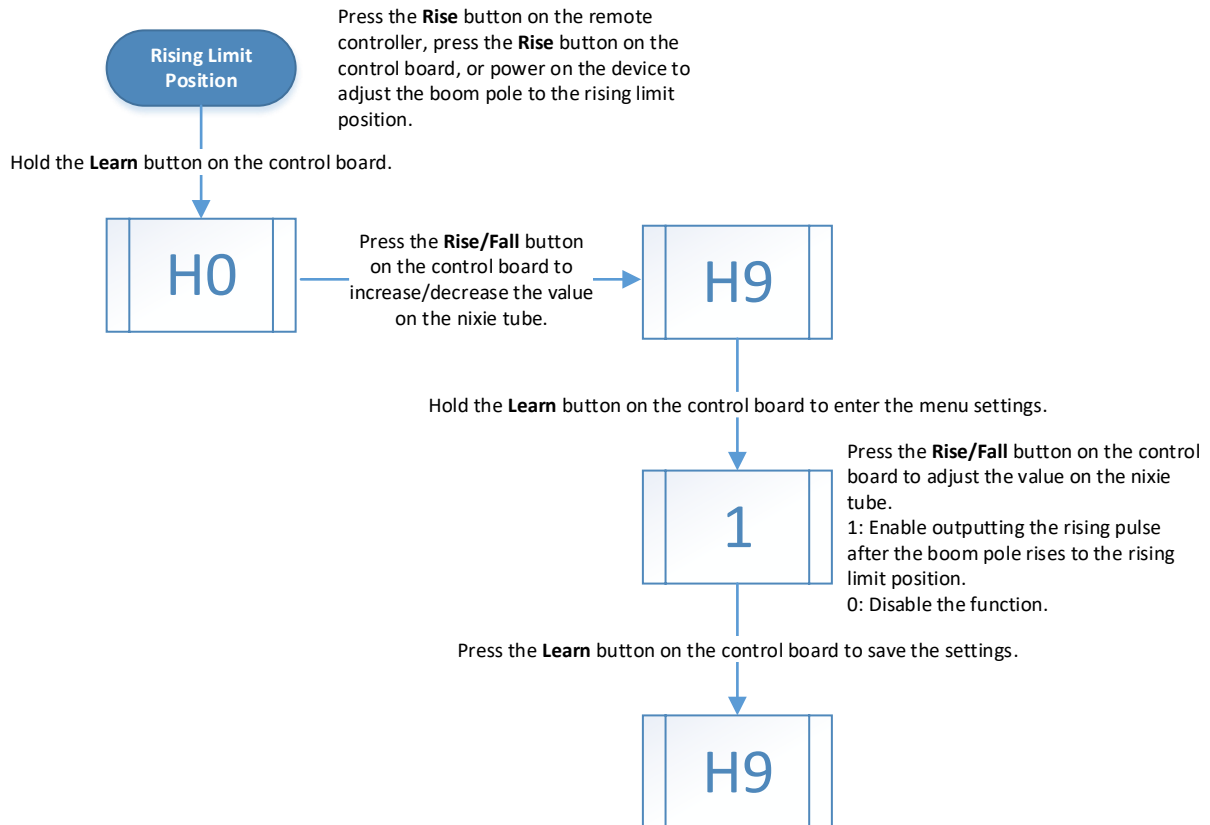 Press the Rise button on the remote
controller, press the Rise button on the
control board, or power on the device to
adjust the boom pole to the rising limit
position.
Rising Limit
Position
Hold the Learn button on the control board.
H0
Press the Rise/Fall button
on the control board to
increase/decrease the value
on the nixie tube.
H9
Hold the Learn button on the control board to enter the menu settings.
1
Press the Rise/Fall button on the control
board to adjust the value on the nixie
tube.
1: Enable outputting the rising pulse
after the boom pole rises to the rising
limit position.
0: Disable the function.
Press the Learn button on the control board to save the settings.
H9